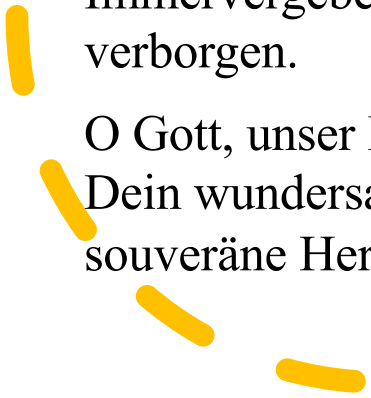 verborgen.
O Gott, unser
Dein wundersa
souveräne Her